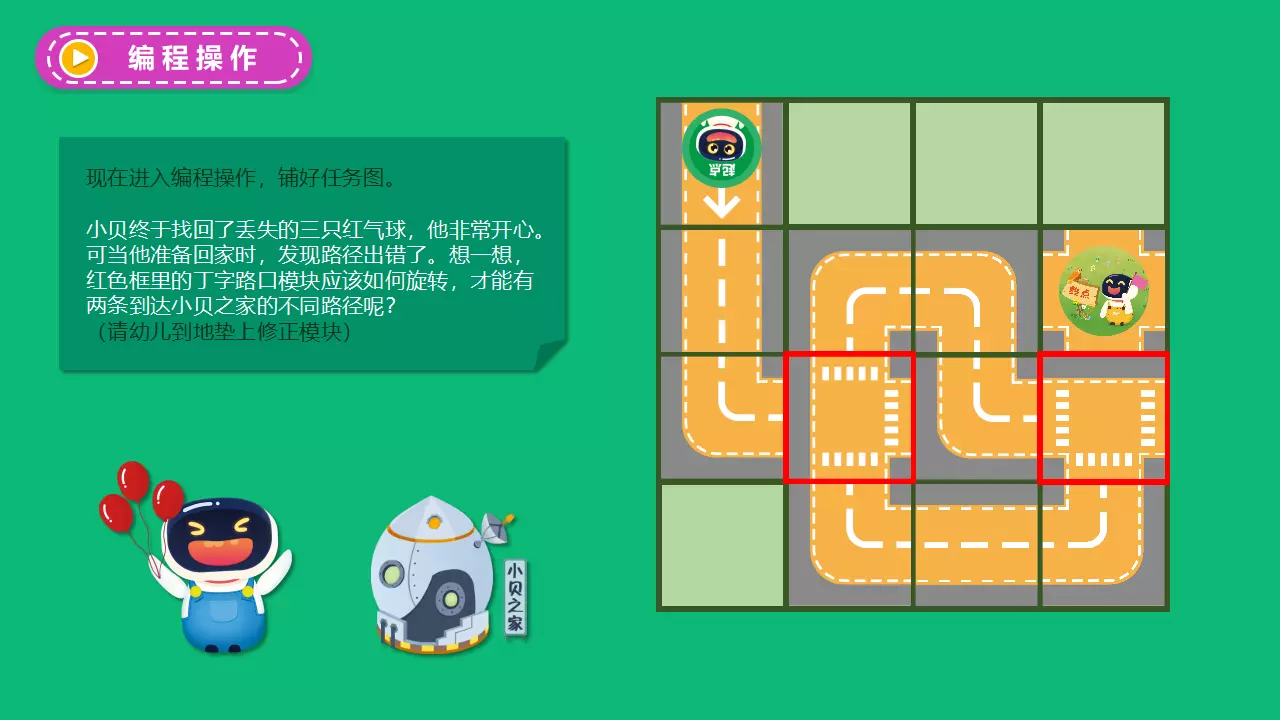 编程操作
现在进入编程操作，铺好任务图。
小贝终于找回了丢失的三只红气球，他非常开心。
可当他准备回家时，发现路径出错了。想一想，
红色框里的丁字路口模块应该如何旋转，才能有
两条到达小贝之家的不同路径呢？
（请幼儿到地垫上修正模块）
起点
终点
小贝之家